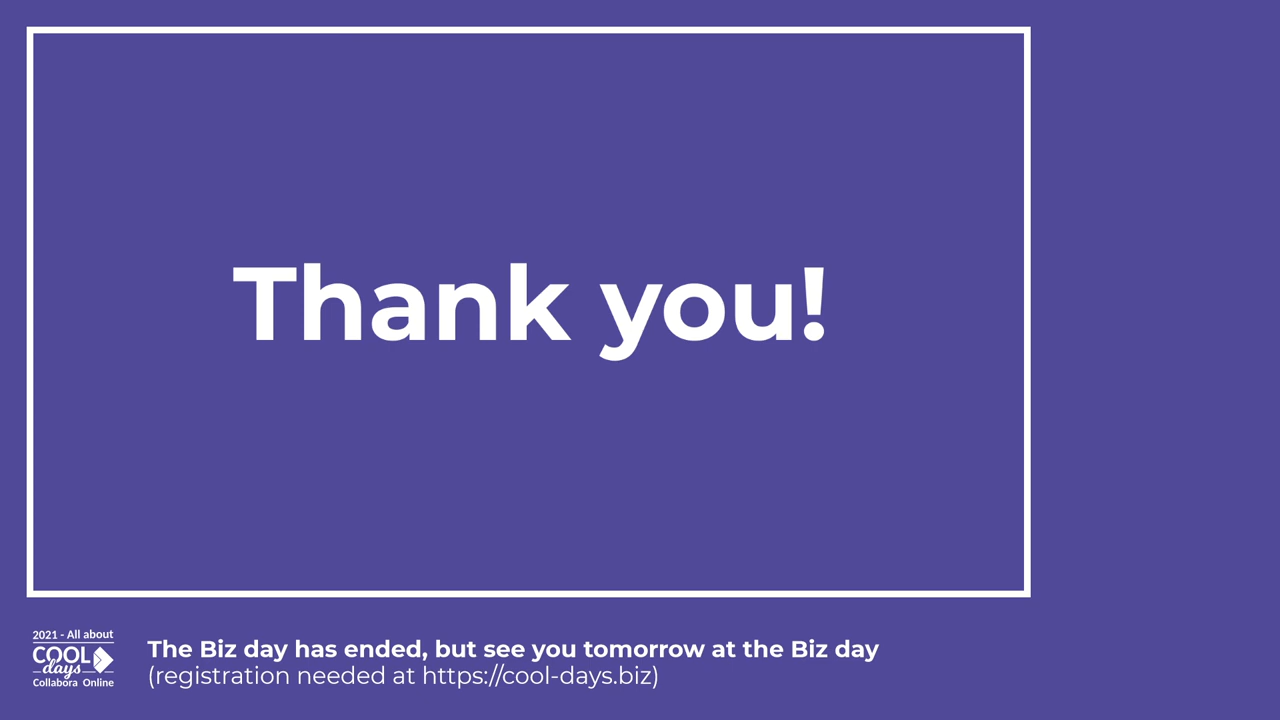 Thank you!
2021 - All about
COOL
days
Collabora Online
The Biz day has ended, but see you tomorrow at the Biz day
(registration needed at https://cool-days.biz)